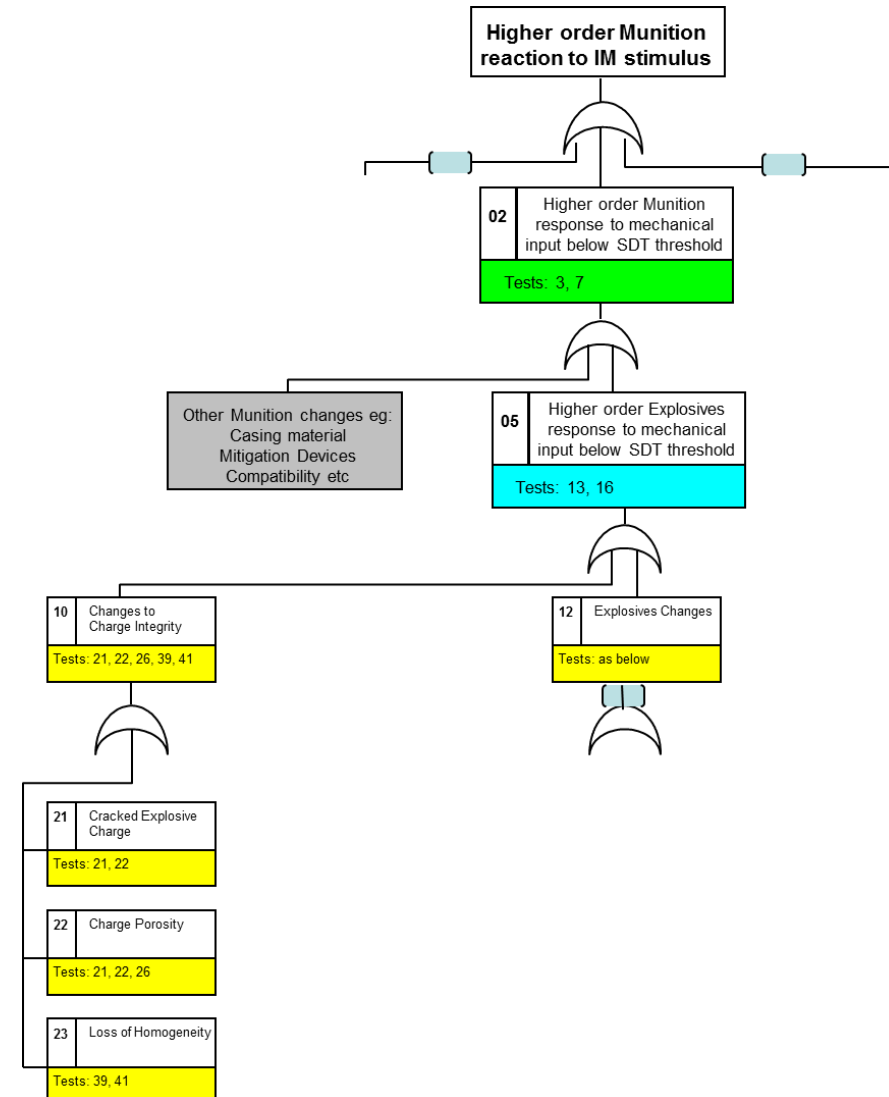 Higher order Munition
reaction to IM stimulus
02
Higher order Munition
response to mechanical
input below SDT threshold
Tests: 3, 7
Other Munition changes eg:
Casing material
Mitigation Devices
Compatibility etc
05
Higher order Explosives
response to mechanical
input below SDT threshold
Tests: 13, 16
10
Changes to
Charge Integrity
Tests: 21, 22, 26, 39, 41
12
Explosives Changes
Tests: as below
21
Cracked Explosive
Charge
Tests: 21, 22
22
Charge Porosity
Tests: 21, 22, 26
23
Loss of Homogeneity
Tests: 39, 41